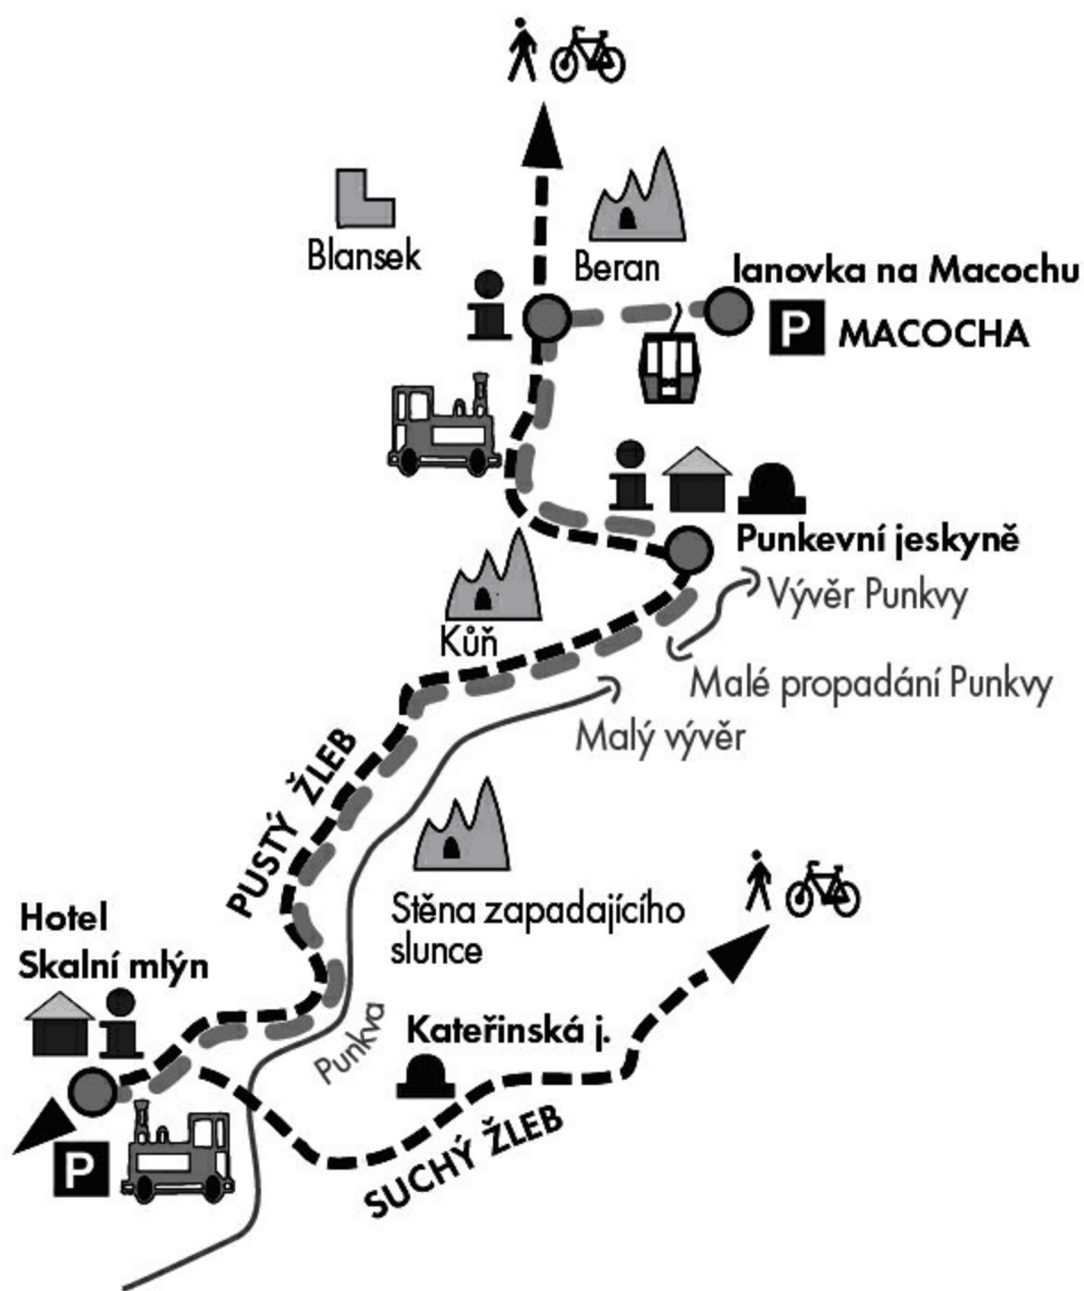 Blansek
Beran
lanovka na Macochu
P MACOCHA
Punkevní jeskyně
Vývěr Punkvy
Kůň
Malé propadání Punkvy
Malý vývěr
PUSTÝ ŽLEB
Stěna zapadajícího
slunce
Hotel
Skalní mlýn
Punkva
Kateřinská j.
SUCHÝ ŽLEB
P